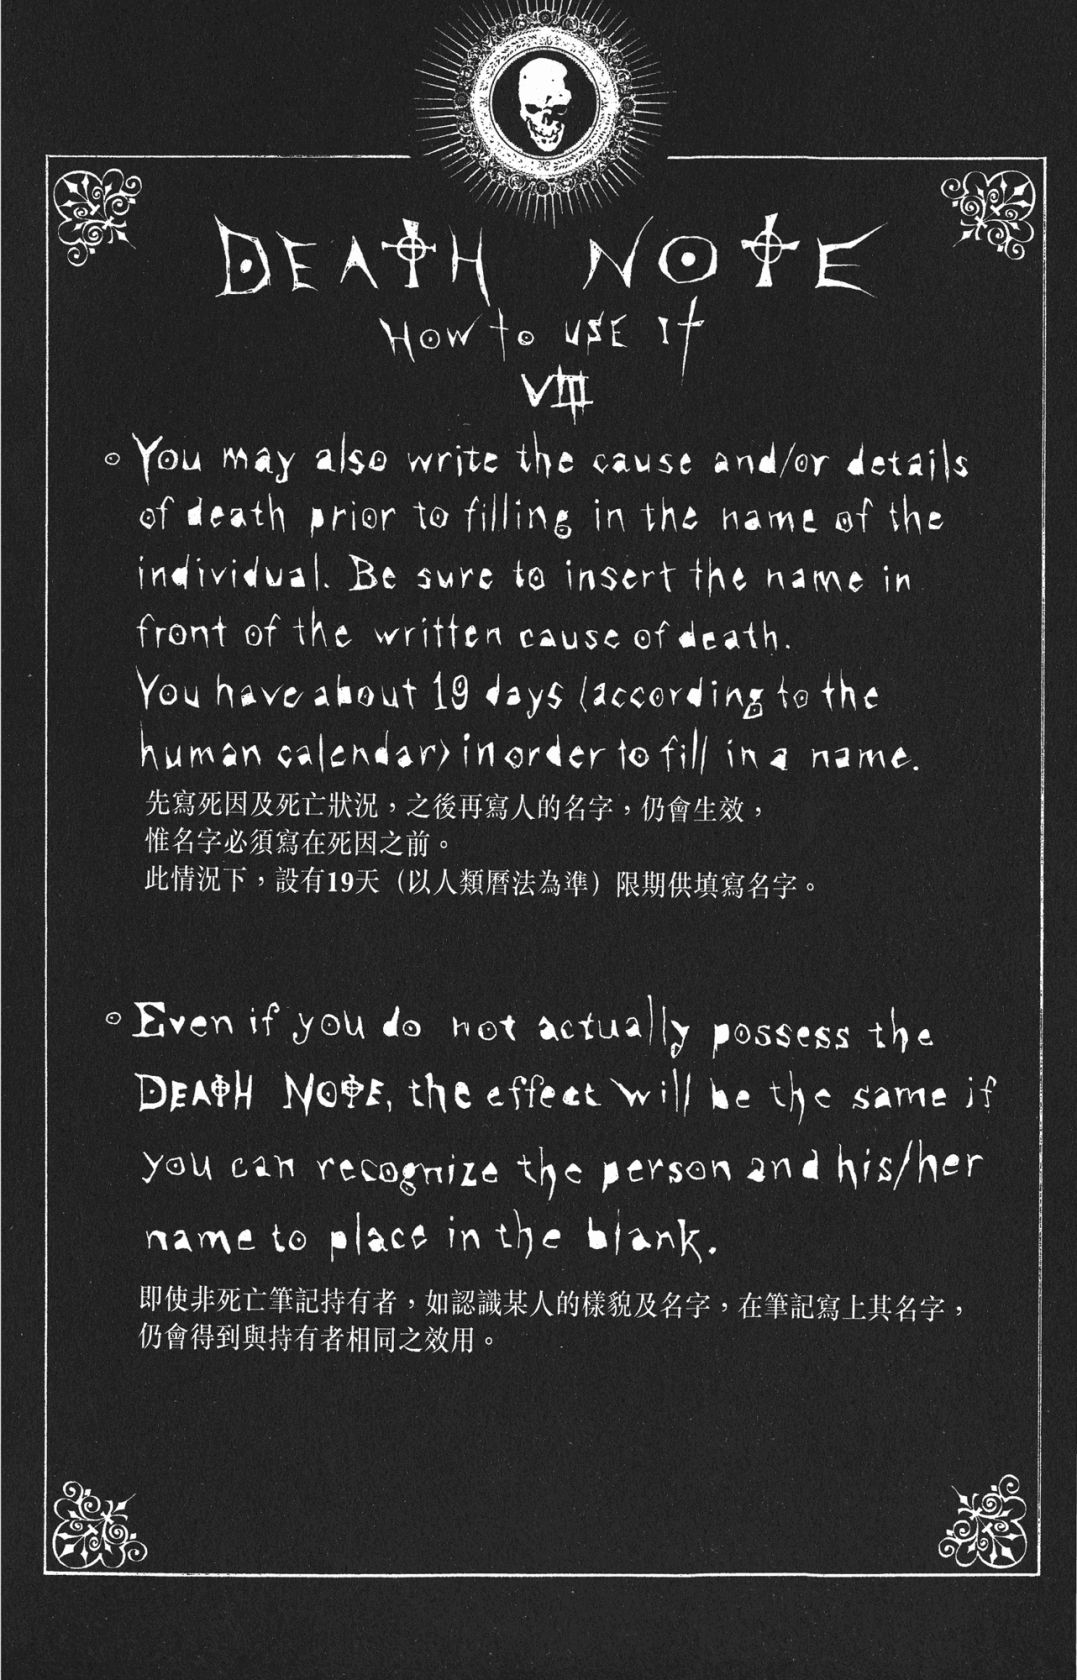 DEATH NOTE
HOW to USE It
VIII
You may also write the cause and/or details
of death prior to filling in the name of the
individual. Be sure to insert the name in
front of the written cause of death.
You have about 19 days (according to the
human calendar) in order to fill in a name.
先寫死因及死亡狀況，之後再寫人的名字，仍會生效，
惟名字必須寫在死因之前。
此情況下，設有19天（以人類曆法為準）限期供填寫名字。
Even if you do not actually possess the
DEATH NOTE, the effect will be the same if
you can recognize the person and his/her
name to place in the blank.
即使非死亡筆記持有者，如認識某人的樣貌及名字，在筆記寫上其名字，
仍會得到與持有者相同之效用。